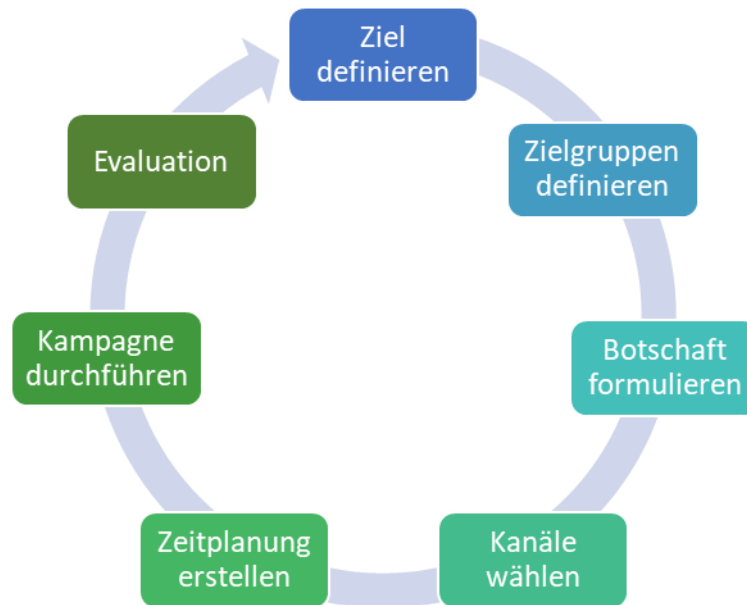 Ziel
definieren
Zielgruppen
definieren
Botschaft
formulieren
Kanäle
wählen
Zeitplanung
erstellen
Kampagne
durchführen
Evaluation